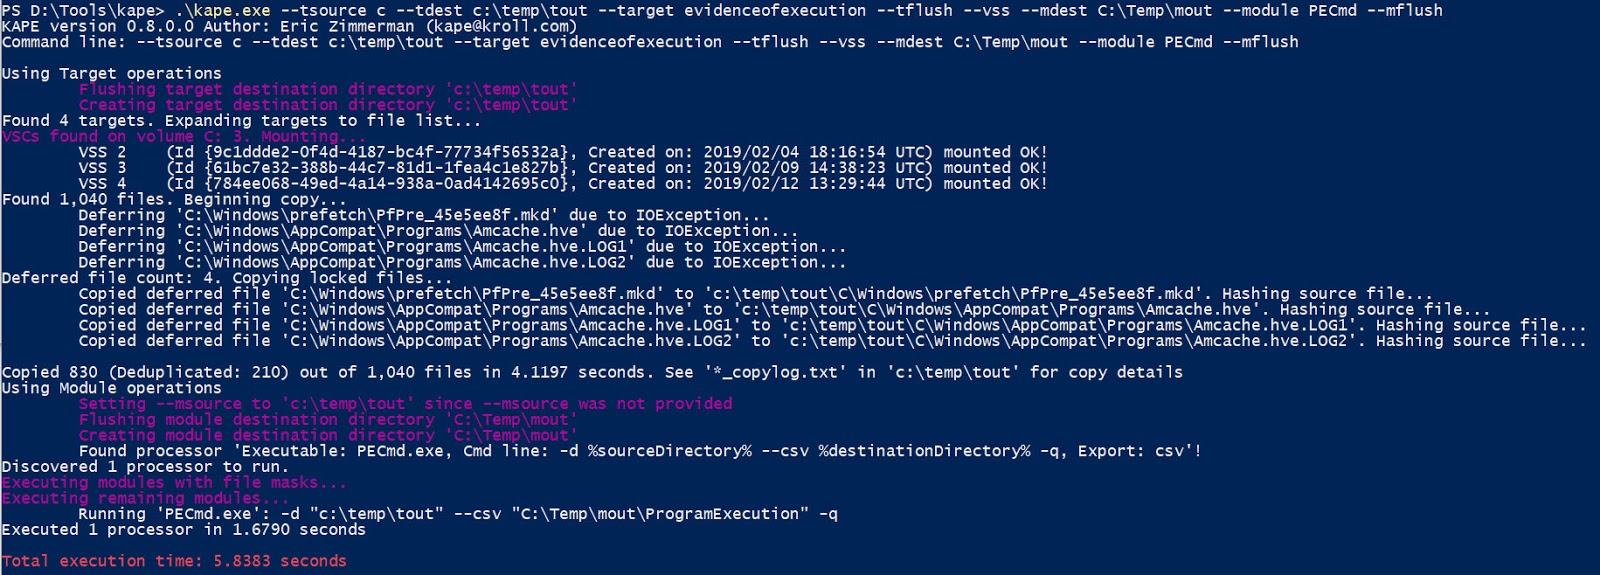 PS D:\Tools\kape> .\kape.exe --tsource c --tdest c:\temp\tout --target evidenceofexecution --tflush --vss --mdest C:\Temp\mout --module PECmd --mflush
KAPE version 0.8.0.0 Author: Eric Zimmerman (kape@kroll.com)
Command line: --tsource c --tdest c:\temp\tout --target evidenceofexecution --tflush --vss --mdest C:\Temp\mout --module PECmd --mflush
Using Target operations
Flushing target destination directory 'c:\temp\tout'
Creating target destination directory 'c:\temp\tout'
Found 4 targets. Expanding targets to file list...
VSCs found on volume C: 3. Mounting...
VSS 2 (Id {9c1ddde2-0f4d-4187-bc4f-77734f56532a}, Created on: 2019/02/04 18:16:54 UTC) mounted OK!
VSS 3 (Id {61bc7e32-388b-44c7-81d1-1fea4c1e827b}, Created on: 2019/02/09 14:38:23 UTC) mounted OK!
VSS 4 (Id {784ee068-49ed-4a14-938a-0ad4142695c0}, Created on: 2019/02/12 13:29:44 UTC) mounted OK!
Found 1,040 files. Beginning copy...
Deferring 'C:\Windows\prefetch\PfPre_45e5ee8f.mkd' due to IOException...
Deferring 'C:\Windows\AppCompat\Programs\Amcache.hve' due to IOException...
Deferring 'C:\Windows\AppCompat\Programs\Amcache.hve.LOG1' due to IOException...
Deferring 'C:\Windows\AppCompat\Programs\Amcache.hve.LOG2' due to IOException...
Deferred file count: 4. Copying locked files...
Copied deferred file 'C:\Windows\prefetch\PfPre_45e5ee8f.mkd' to 'c:\temp\tout\C\Windows\prefetch\PfPre_45e5ee8f.mkd'. Hashing source file...
Copied deferred file 'C:\Windows\AppCompat\Programs\Amcache.hve' to 'c:\temp\tout\C\Windows\AppCompat\Programs\Amcache.hve'. Hashing source file...
Copied deferred file 'C:\Windows\AppCompat\Programs\Amcache.hve.LOG1' to 'c:\temp\tout\C\Windows\AppCompat\Programs\Amcache.hve.LOG1'. Hashing source file...
Copied deferred file 'C:\Windows\AppCompat\Programs\Amcache.hve.LOG2' to 'c:\temp\tout\C\Windows\AppCompat\Programs\Amcache.hve.LOG2'. Hashing source file...
Copied 830 (Deduplicated: 210) out of 1,040 files in 4.1197 seconds. See '*_copylog.txt' in 'c:\temp\tout' for copy details
Using Module operations
Setting --msource to 'c:\temp\tout' since --msource was not provided
Flushing module destination directory 'C:\Temp\mout'
Creating module destination directory 'C:\Temp\mout'
Found processor 'Executable: PECmd.exe, Cmd line: -d %sourceDirectory% --csv %destinationDirectory% -q, Export: csv'!
Discovered 1 processor to run.
Executing modules with file masks...
Executing remaining modules...
Running 'PECmd.exe': -d "c:\temp\tout" --csv "C:\Temp\mout\ProgramExecution" -q
Executed 1 processor in 1.6790 seconds
Total execution time: 5.8383 seconds